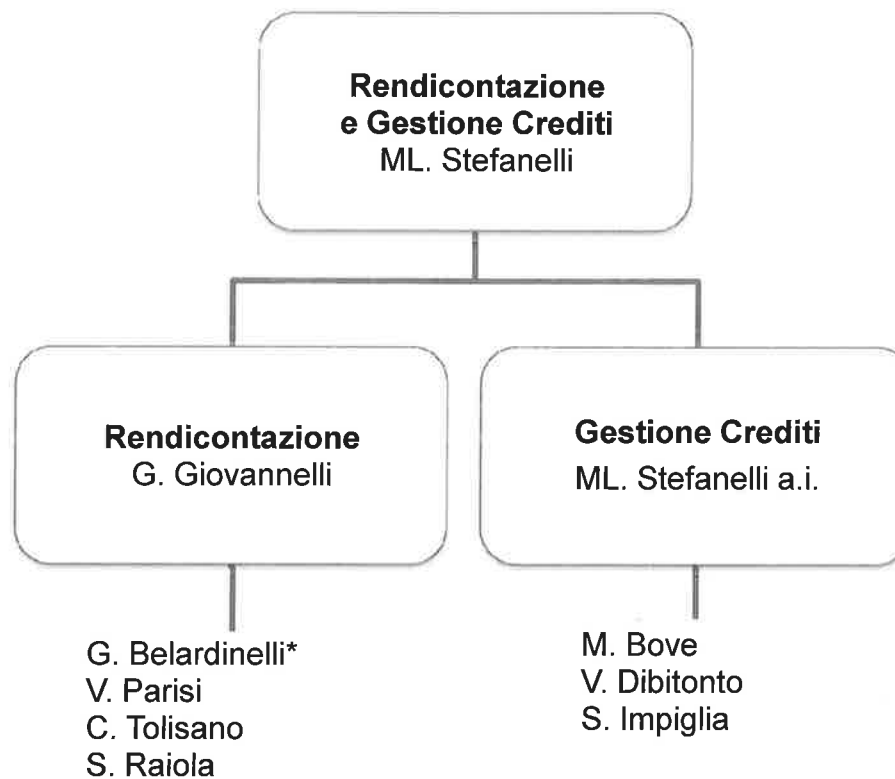 Rendicontazione
e Gestione Crediti
ML. Stefanelli
Rendicontazione
G. Giovannelli
Gestione Crediti
ML. Stefanelli a.i.
G. Belardinelli*
V. Parisi
C. Tolisano
S. Raiola
M. Bove
V. Dibitonto
S. Impiglia